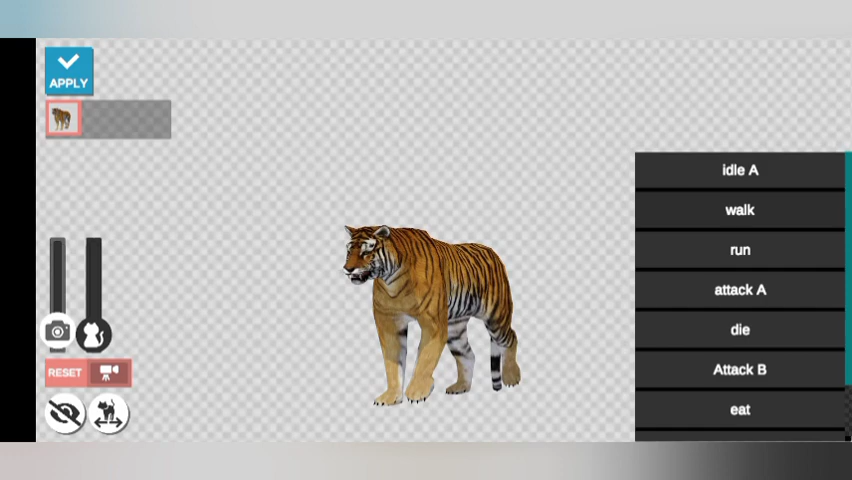 APPLY
idle A
walk
run
attack A
die
Attack B
eat
RESET